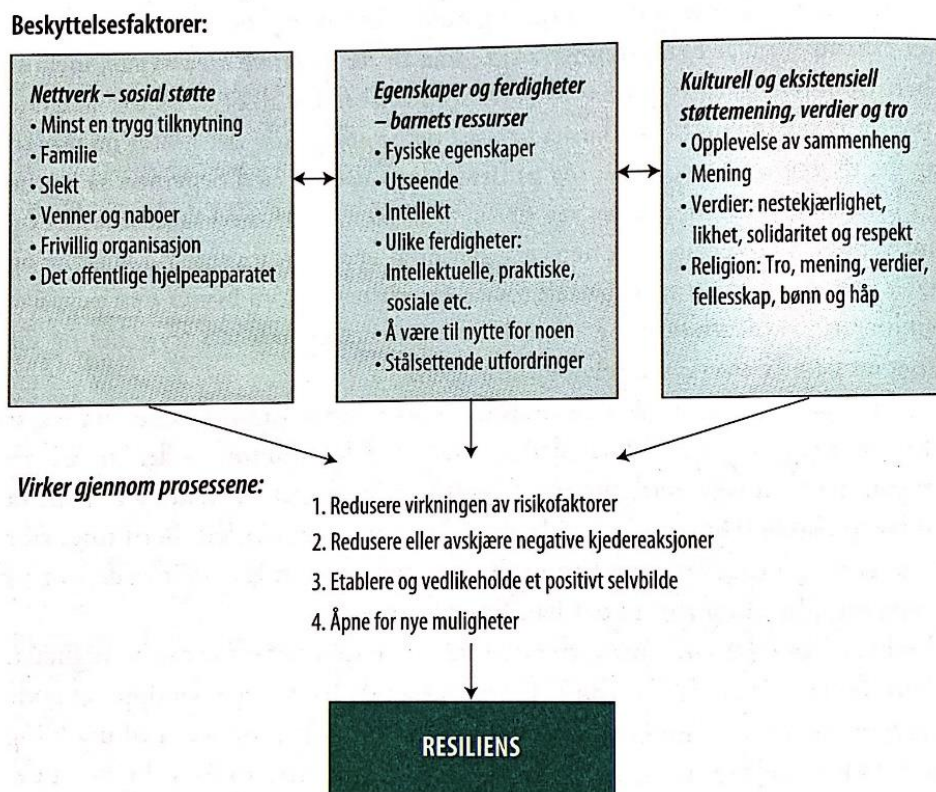 Beskyttelsesfaktorer:
Nettverk – sosial støtte
• Minst en trygg tilknytning
• Familie
• Slekt
• Venner og naboer
• Frivillig organisasjon
• Det offentlige hjelpeapparatet
Egenskaper og ferdigheter
– barnets ressurser
• Fysiske egenskaper
• Utseende
• Intellekt
• Ulike ferdigheter:
Intellektuelle, praktiske,
sosiale etc.
• Å være til nytte for noen
• Stålsettende utfordringer
Kulturell og eksistensiell
støttemening, verdier og tro
• Opplevelse av sammenheng
• Mening
• Verdier: nestekjærlighet,
likhet, solidaritet og respekt
• Religion: Tro, mening, verdier,
fellesskap, bønn og håp
Virker gjennom prosessene:
1. Redusere virkningen av risikofaktorer
2. Redusere eller avskjære negative kjedereaksjoner
3. Etablere og vedlikeholde et positivt selvbilde
4. Åpne for nye muligheter
RESILIENS